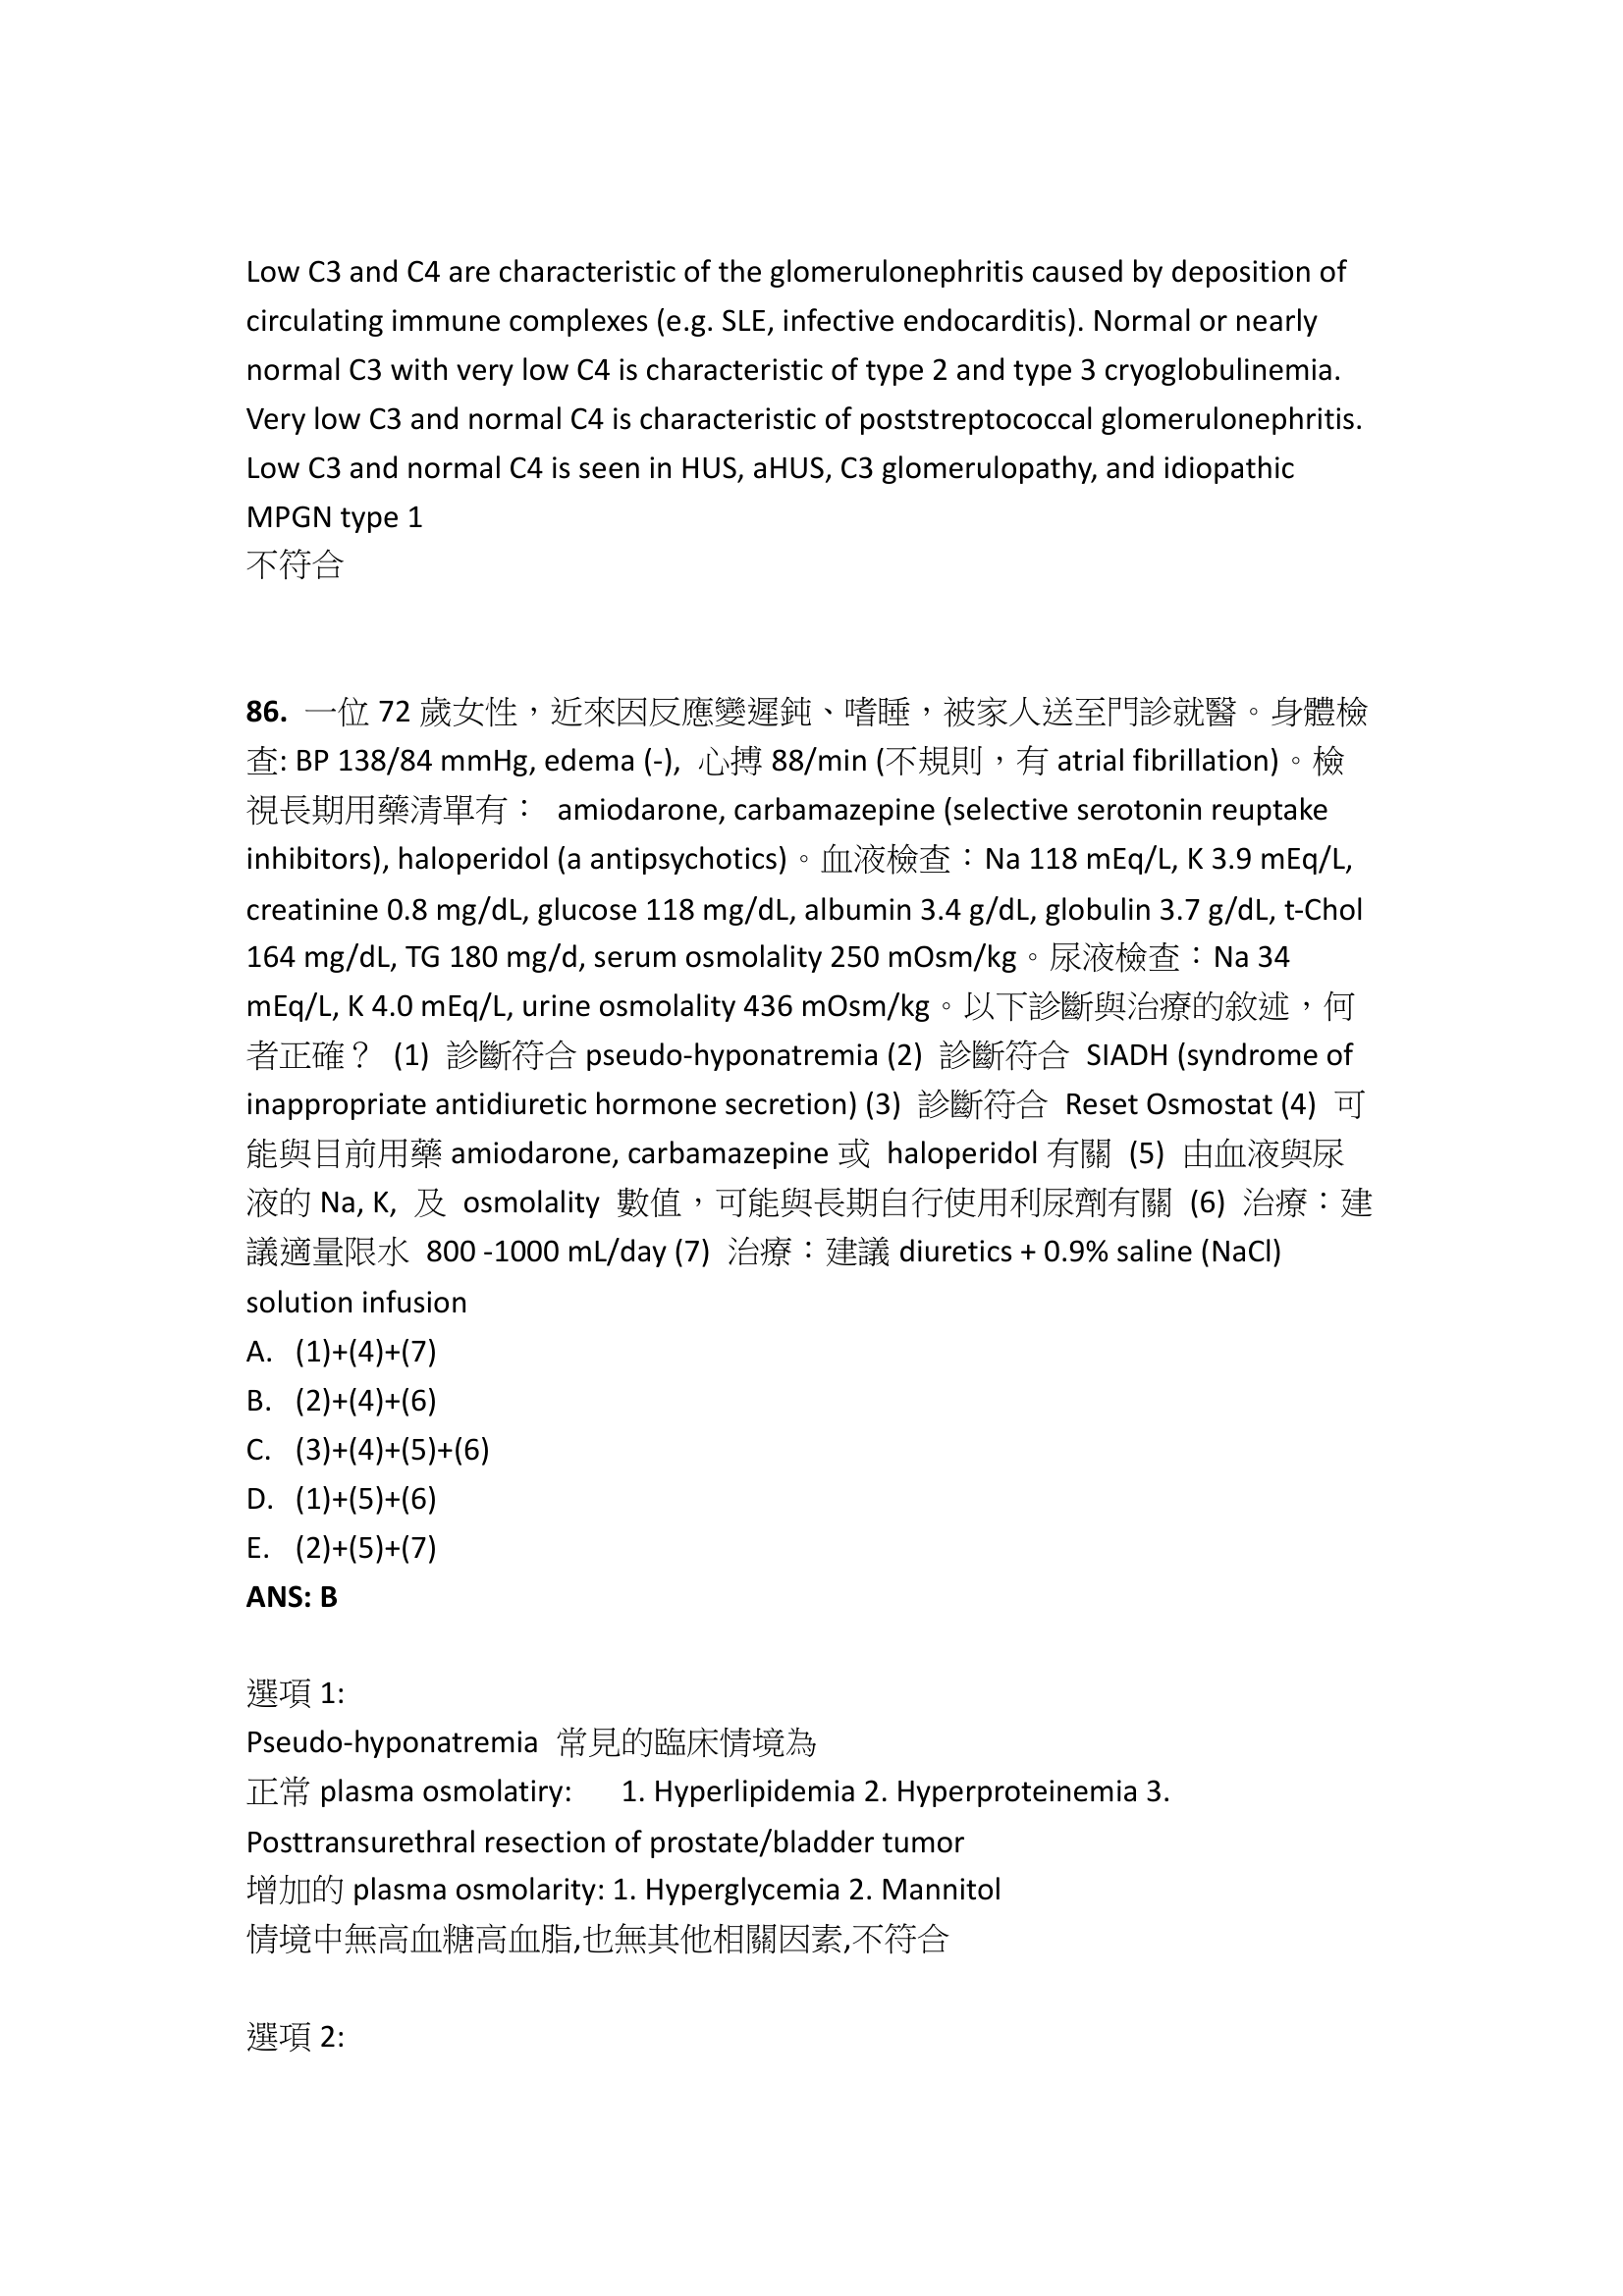 Low C3 and C4 are characteristic of the glomerulonephritis caused by deposition of
circulating immune complexes (e.g. SLE, infective endocarditis). Normal or nearly
normal C3 with very low C4 is characteristic of type 2 and type 3 cryoglobulinemia.
Very low C3 and normal C4 is characteristic of poststreptococcal glomerulonephritis.
Low C3 and normal C4 is seen in HUS, aHUS, C3 glomerulopathy, and idiopathic
MPGN type 1
不符合
86. 一位 72 歲女性，近來因反應變遲鈍、嗜睡，被家人送至門診就醫。身體檢
查: BP 138/84 mmHg, edema (-), 心搏 88/min (不規則，有 atrial fibrillation)。檢
視長期用藥清單有： amiodarone, carbamazepine (selective serotonin reuptake
inhibitors), haloperidol (a antipsychotics)。血液檢查：Na 118 mEq/L, K 3.9 mEq/L,
creatinine 0.8 mg/dL, glucose 118 mg/dL, albumin 3.4 g/dL, globulin 3.7 g/dL, t-Chol
164 mg/dL, TG 180 mg/d, serum osmolality 250 mOsm/kg。尿液檢查：Na 34
mEq/L, K 4.0 mEq/L, urine osmolality 436 mOsm/kg。以下診斷與治療的敘述，何
者正確？ (1) 診斷符合 pseudo-hyponatremia (2) 診斷符合 SIADH (syndrome of
inappropriate antidiuretic hormone secretion) (3) 診斷符合 Reset Osmostat (4) 可
能與目前用藥 amiodarone, carbamazepine 或 haloperidol 有關 (5) 由血液與尿
液的 Na, K, 及 osmolality 數值，可能與長期自行使用利尿劑有關 (6) 治療：建
議適量限水 800 -1000 mL/day (7) 治療：建議 diuretics + 0.9% saline (NaCl)
solution infusion
A. (1)+(4)+(7)
B. (2)+(4)+(6)
C. (3)+(4)+(5)+(6)
D. (1)+(5)+(6)
E. (2)+(5)+(7)
ANS: B
選項 1:
Pseudo-hyponatremia 常見的臨床情境為
正常 plasma osmolatiry: 1. Hyperlipidemia 2. Hyperproteinemia 3.
Posttransurethral resection of prostate/bladder tumor
增加的 plasma osmolarity: 1. Hyperglycemia 2. Mannitol
情境中無高血糖高血脂,也無其他相關因素,不符合
選項 2: